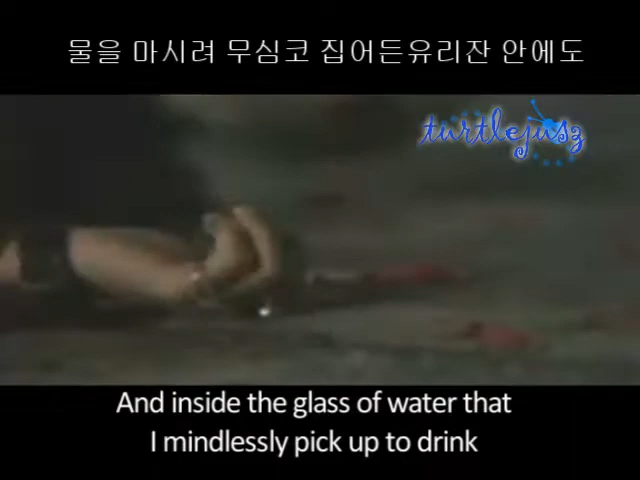 물을 마시려 무심코 집어든유리잔 안에도
turtlejusz
And inside the glass of water that
I mindlessly pick up to drink